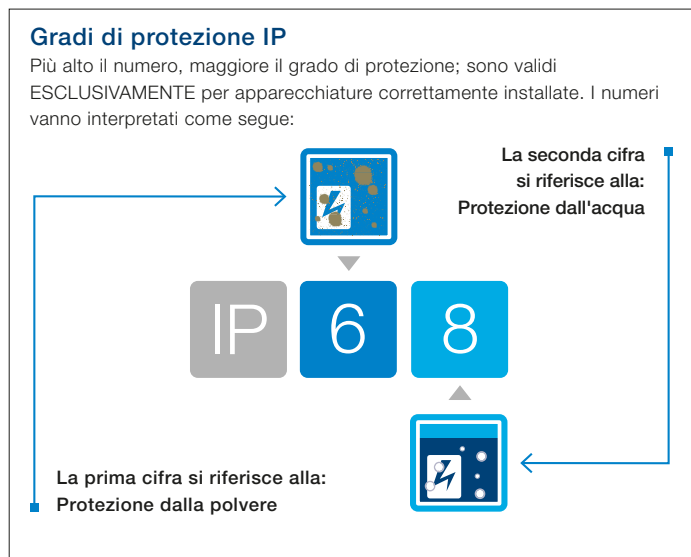 Gradi di protezione IP
Più alto il numero, maggiore il grado di protezione; sono validi
ESCLUSIVAMENTE per apparecchiature correttamente installate. I numeri
vanno interpretati come segue:
La seconda cifra
si riferisce alla:
Protezione dall'acqua
IP 6 8
La prima cifra si riferisce alla:
Protezione dalla polvere